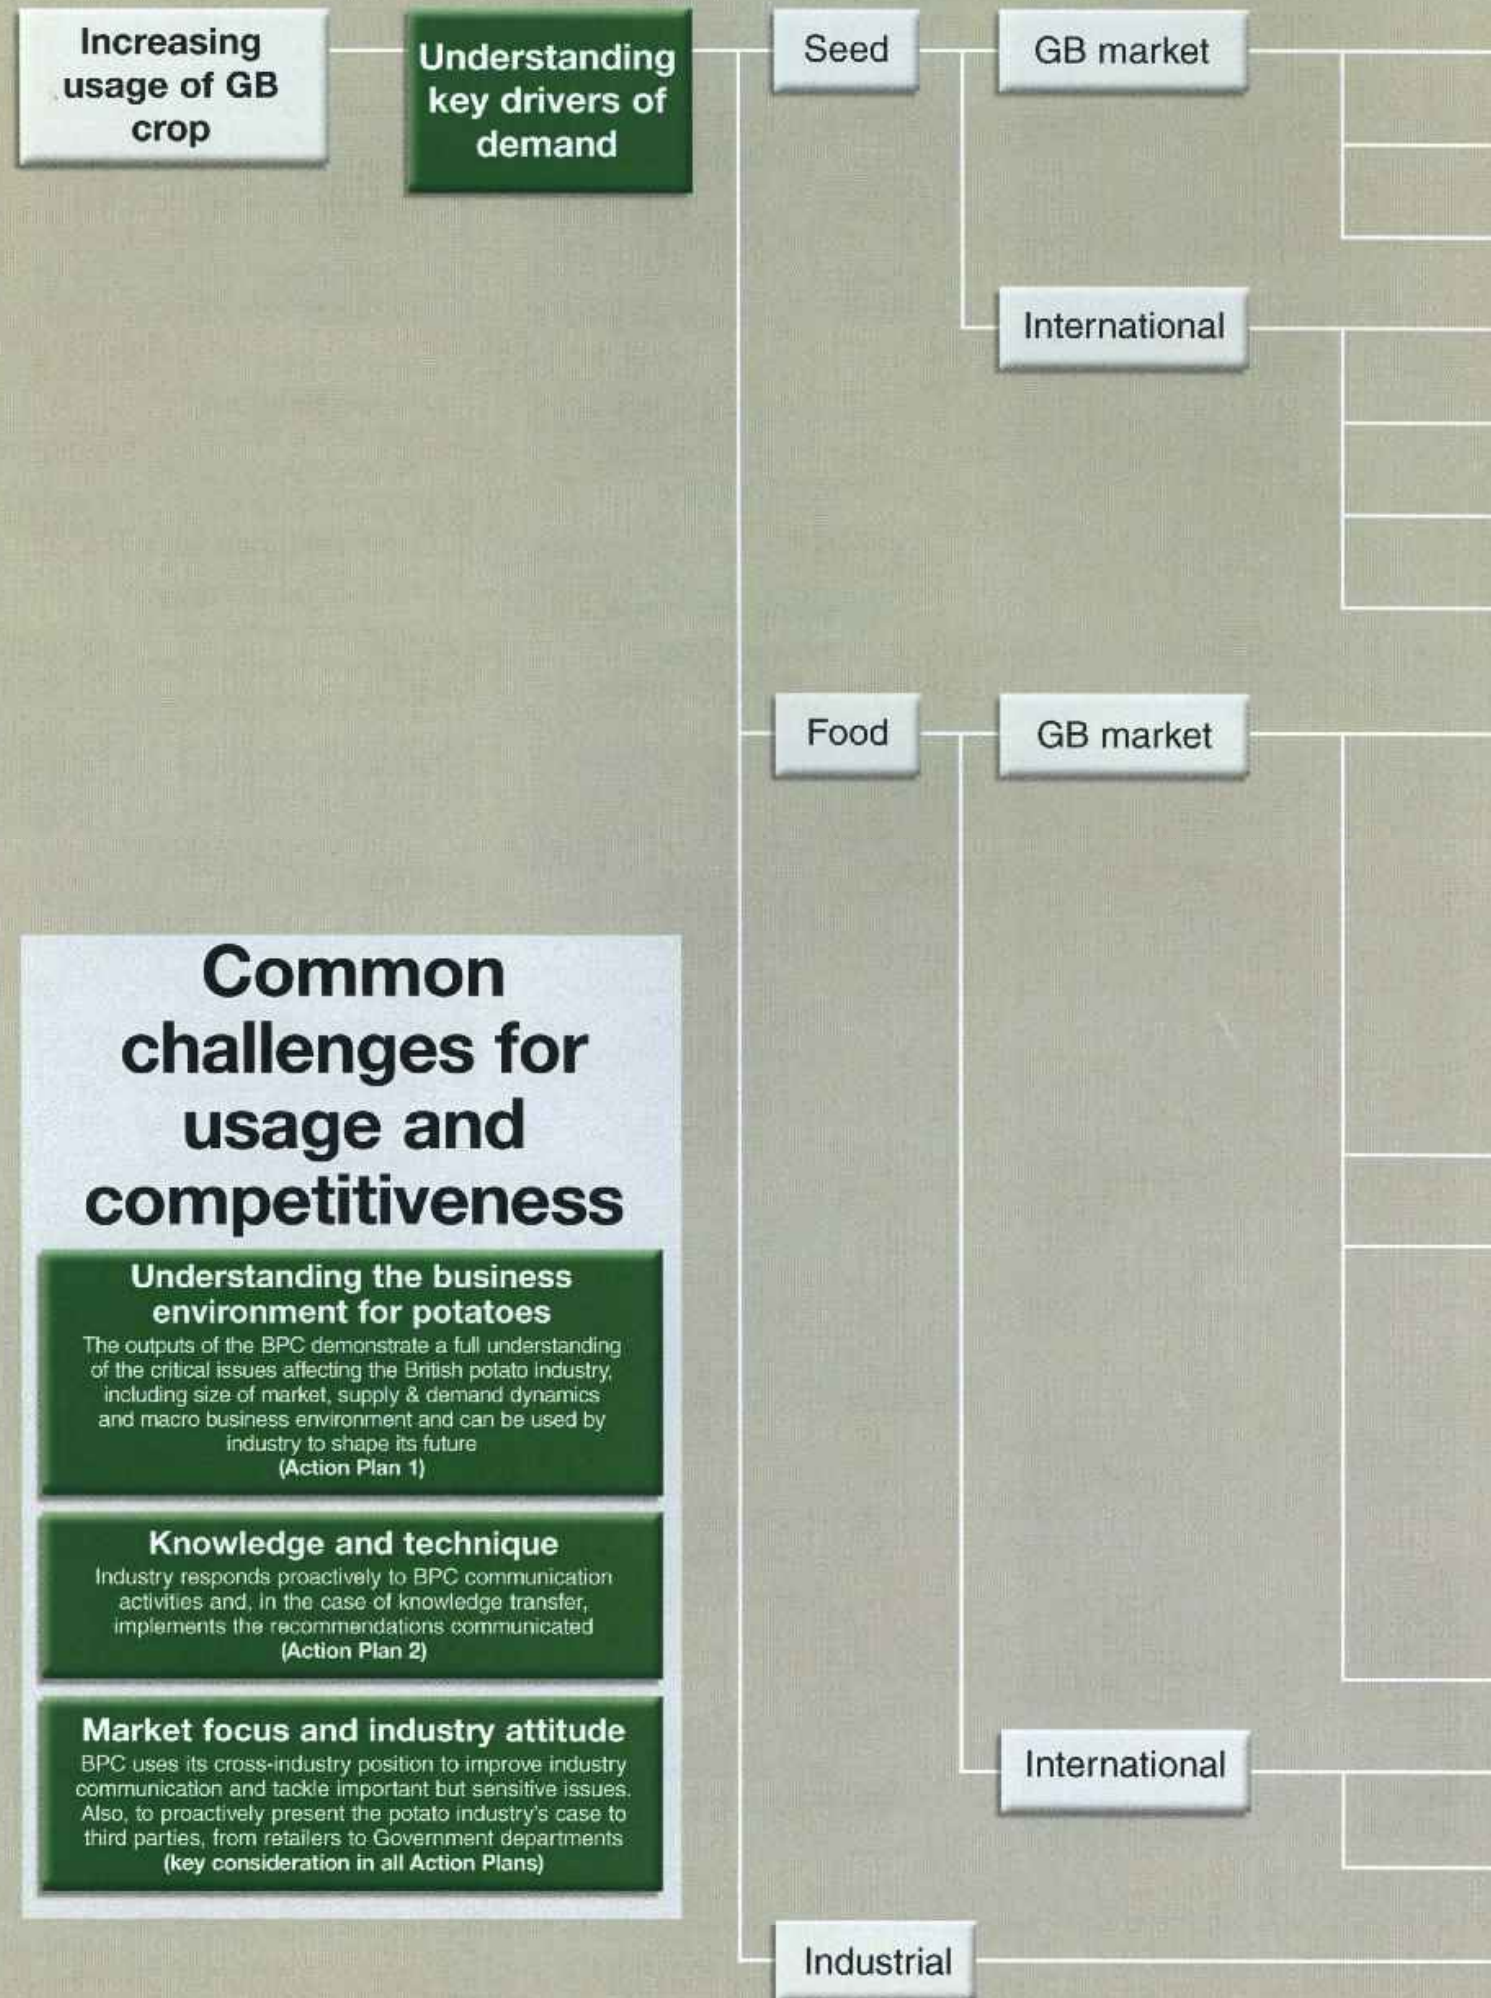 Increasing
usage of GB
crop
Understanding
key drivers of
demand
Seed
GB market
International
Food
GB market
International
Industrial
Common
challenges for
usage and
competitiveness
Understanding the business
environment for potatoes
The outputs of the BPC demonstrate a full understanding
of the critical issues affecting the British potato industry,
including size of market, supply & demand dynamics
and macro business environment and can be used by
industry to shape its future
(Action Plan 1)
Knowledge and technique
Industry responds proactively to BPC communication
activities and, in the case of knowledge transfer,
implements the recommendations communicated
(Action Plan 2)
Market focus and industry attitude
BPC uses its cross-industry position to improve industry
communication and tackle important but sensitive issues.
Also, to proactively present the potato industry's case to
third parties, from retailers to Government departments
(key consideration in all Action Plans)